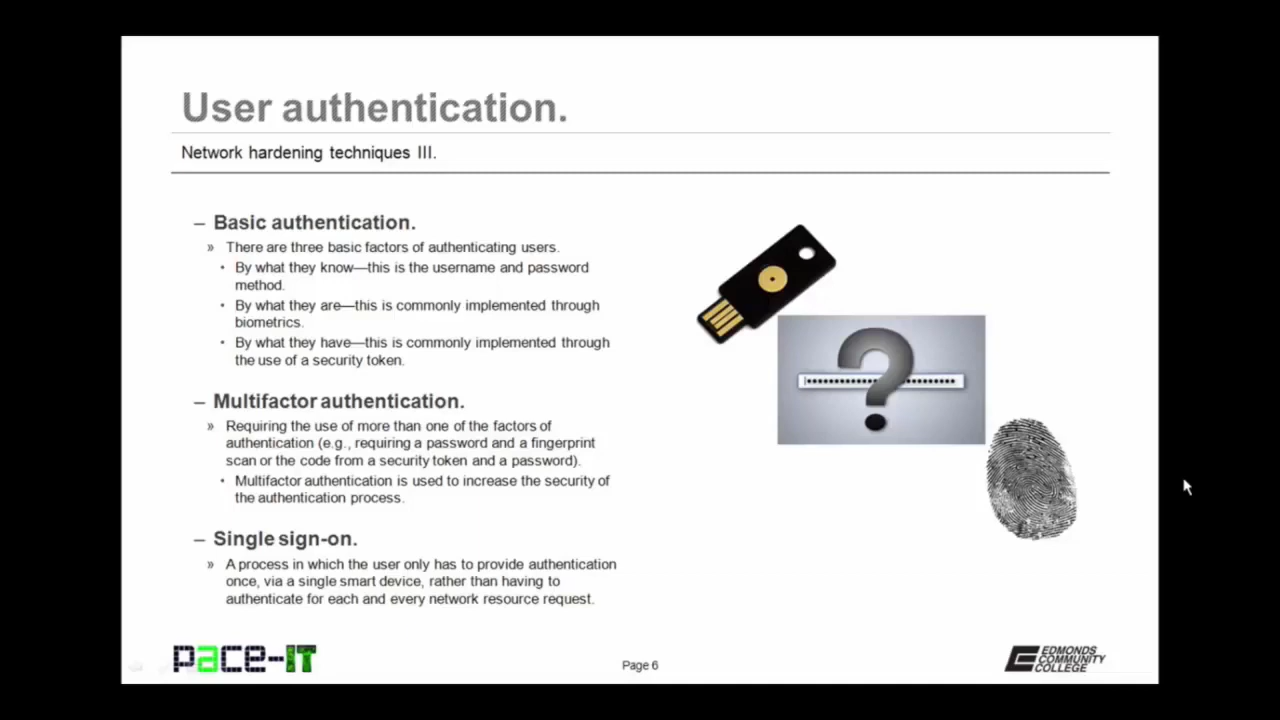 User authentication.
Network hardening techniques III.
– Basic authentication.
» There are three basic factors of authenticating users.
• By what they know—this is the username and password
method.
• By what they are—this is commonly implemented through
biometrics.
• By what they have—this is commonly implemented through
the use of a security token.
– Multifactor authentication.
» Requiring the use of more than one of the factors of
authentication (e.g., requiring a password and a fingerprint
scan or the code from a security token and a password).
• Multifactor authentication is used to increase the security of
the authentication process.
– Single sign-on.
» A process in which the user only has to provide authentication
once, via a single smart device, rather than having to
authenticate for each and every network resource request.
?
pace-IT
Page 6
EDMONDS
COMMUNITY
COLLEGE